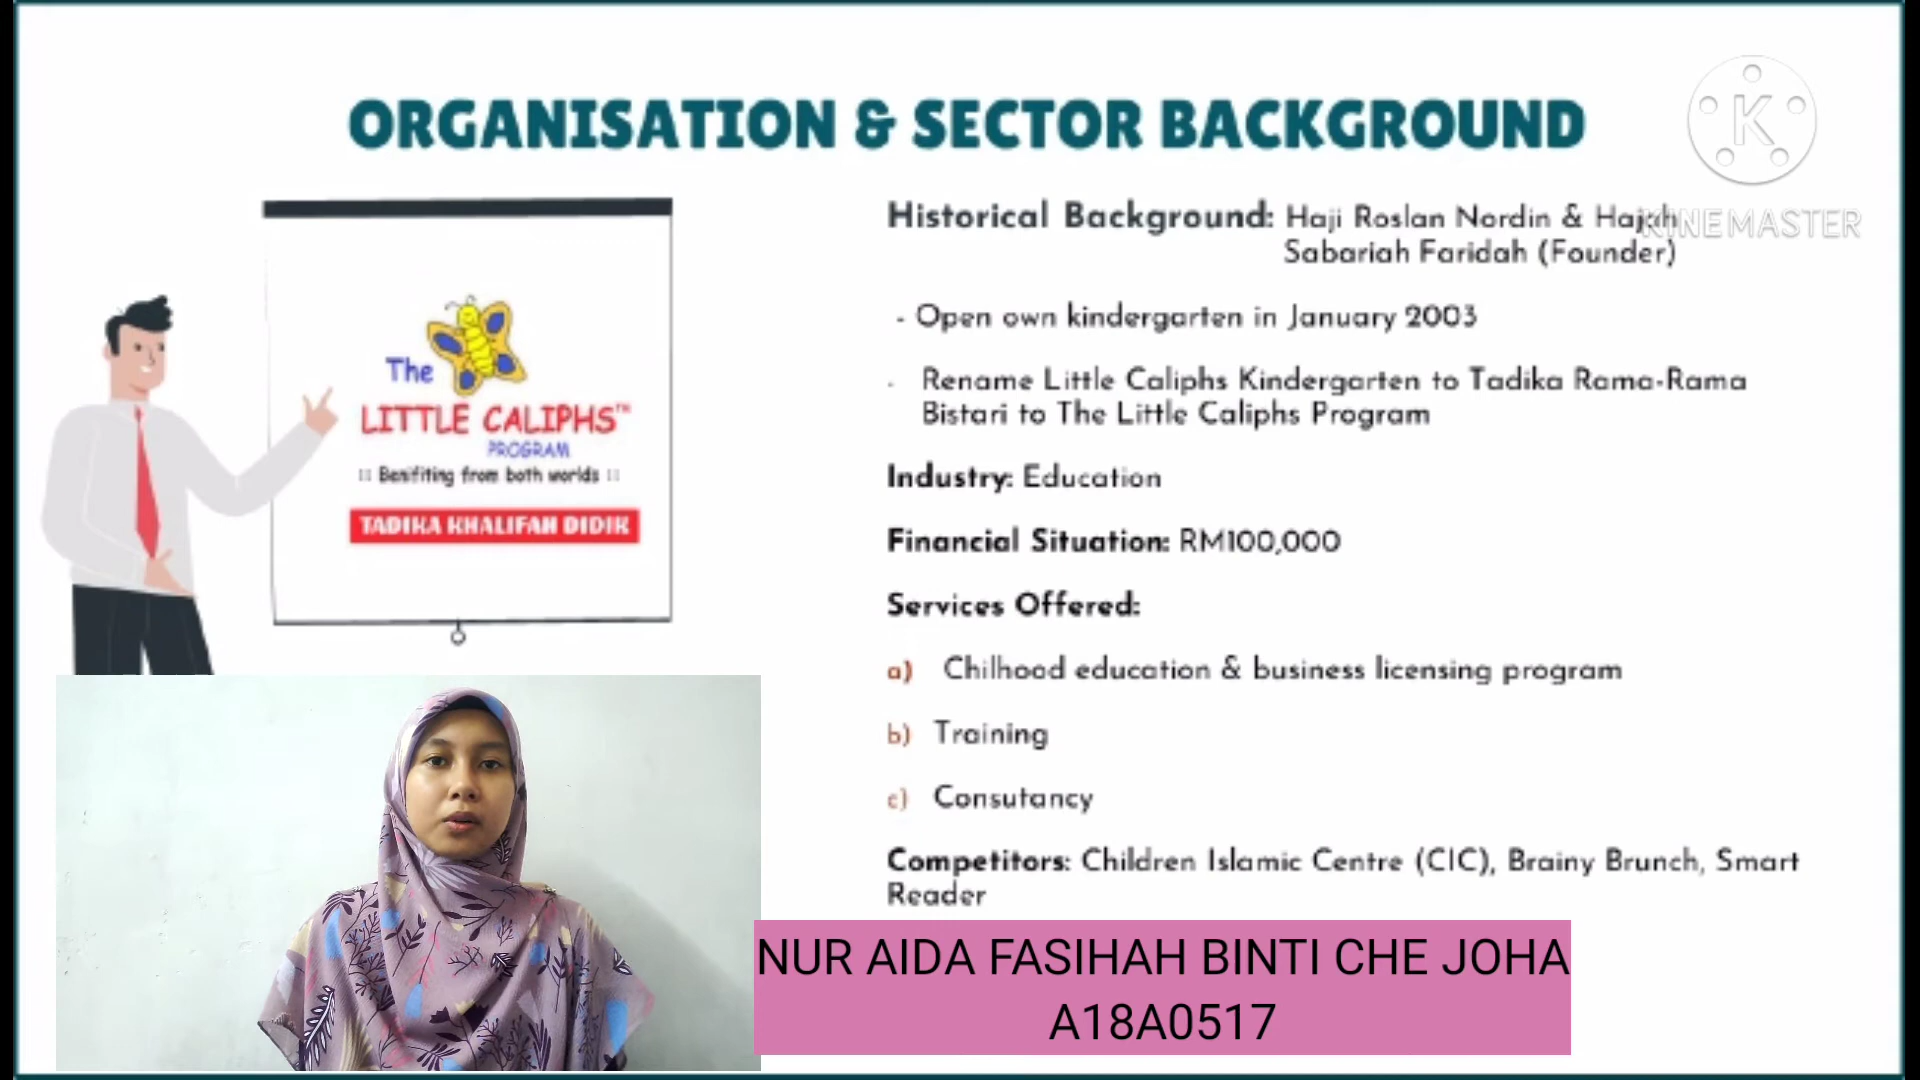 ORGANISATION & SECTOR BACKGROUND
K
KINEMASTER
The
LITTLE CALIPHS™
PROGRAM
:: Benifiting from both worlds ::
TADIKA KHALIFAH DIDIK
Historical Background: Haji Roslan Nordin & Hajah
Sabariah Faridah (Founder)
- Open own kindergarten in January 2003
- Rename Little Caliphs Kindergarten to Tadika Rama-Rama
Bistari to The Little Caliphs Program
Industry: Education
Financial Situation: RM100,000
Services Offered:
a) Chilhood education & business licensing program
b) Training
c) Consutancy
Competitors: Children Islamic Centre (CIC), Brainy Brunch, Smart
Reader
NUR AIDA FASIHAH BINTI CHE JOHA
A18A0517